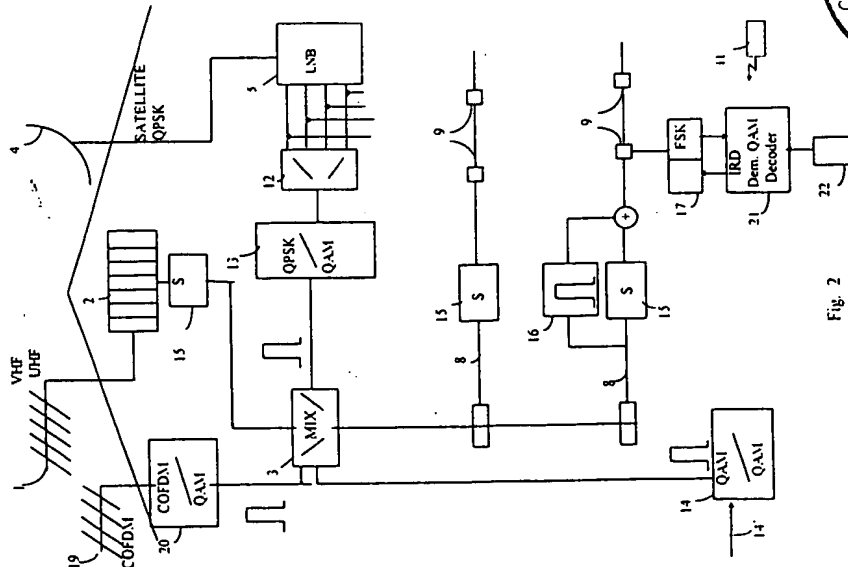 1
VHF
UHF
19
COFDM
2
S
15
4
SATELLITE
QPSK
COFDM
QAM
20
3
MIX
QPSK
QAM
13
12
5
LNB
8
15
S
9
8
16
15
S
9
QAM
QAM
14
14'
17
FSK
IRD
Dem. QAM
Decoder
21
22
11
Fig. 2